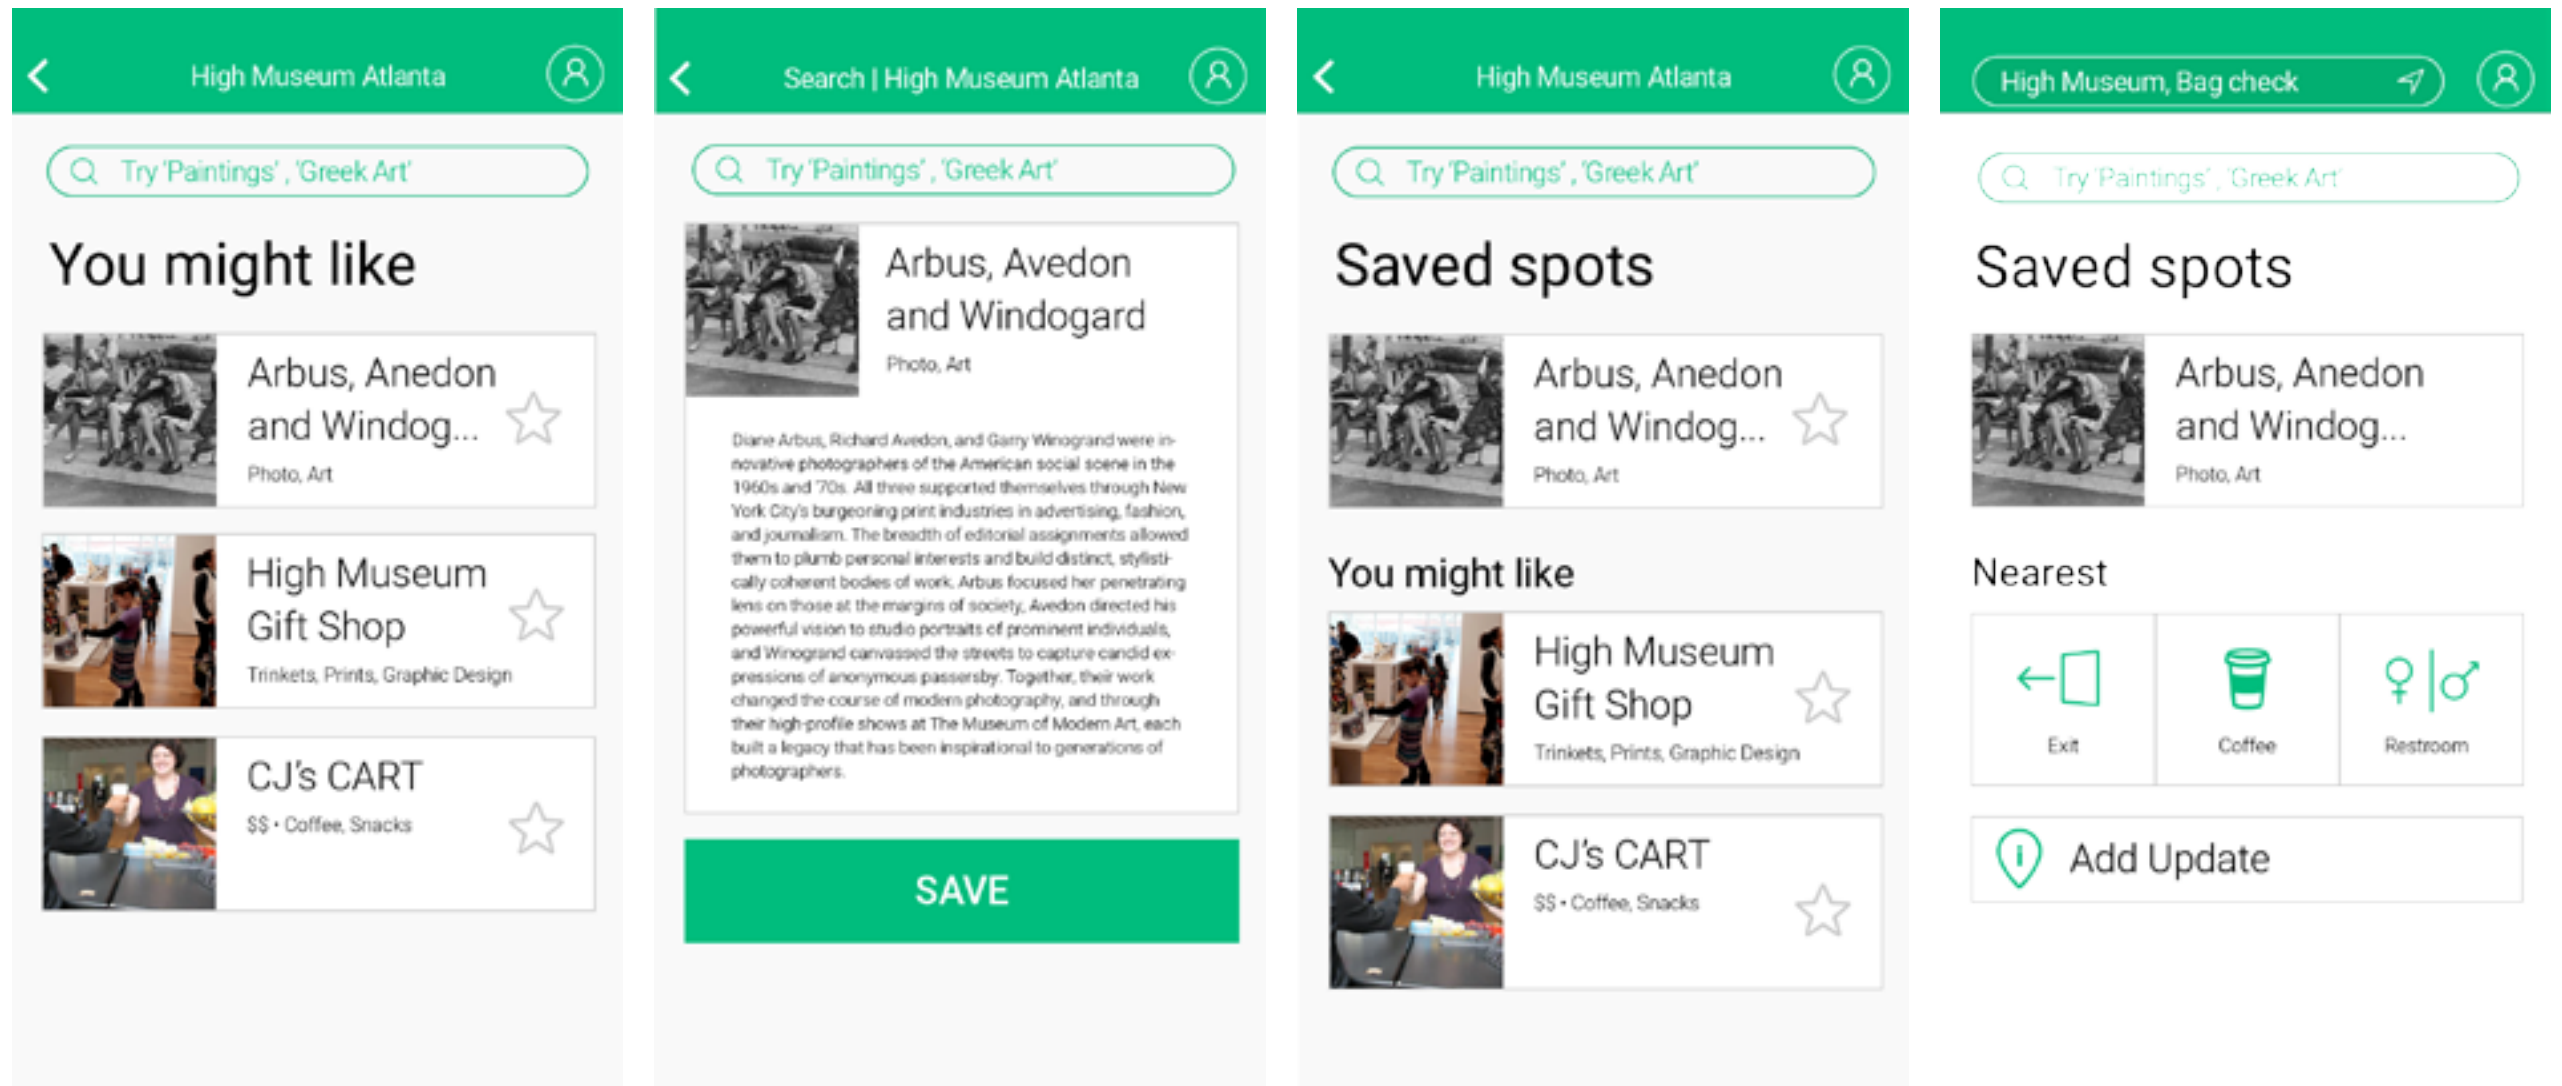 High Museum Atlanta
Try 'Paintings' , 'Greek Art'
You might like
Arbus, Anedon
and Windog...
Photo, Art
High Museum
Gift Shop
Trinkets, Prints, Graphic Design
CJ's CART
$$ • Coffee, Snacks
Search | High Museum Atlanta
Try 'Paintings' , 'Greek Art'
Arbus, Avedon
and Windogard
Photo, Art
Diane Arbus, Richard Avedon, and Garry Winogrand were in-
novative photographers of the American social scene in the
1960s and '70s. All three supported themselves through New
York City's burgeoning print industries in advertising, fashion,
and journalism. The breadth of editorial assignments allowed
them to plumb personal interests and build distinct, stylisti-
cally coherent bodies of work. Arbus focused her penetrating
lens on those at the margins of society, Avedon directed his
powerful vision to studio portraits of prominent individuals,
and Winogrand canvassed the streets to capture candid ex-
pressions of anonymous passersby. Together, their work
changed the course of modern photography, and through
their high-profile shows at The Museum of Modern Art, each
built a legacy that has been inspirational to generations of
photographers.
SAVE
High Museum Atlanta
Try 'Paintings' , 'Greek Art'
Saved spots
Arbus, Anedon
and Windog...
Photo, Art
You might like
High Museum
Gift Shop
Trinkets, Prints, Graphic Design
CJ's CART
$$ • Coffee, Snacks
High Museum, Bag check
Try 'Paintings' , 'Greek Art'
Saved spots
Arbus, Anedon
and Windog...
Photo, Art
Nearest
Exit
Coffee
Restroom
Add Update